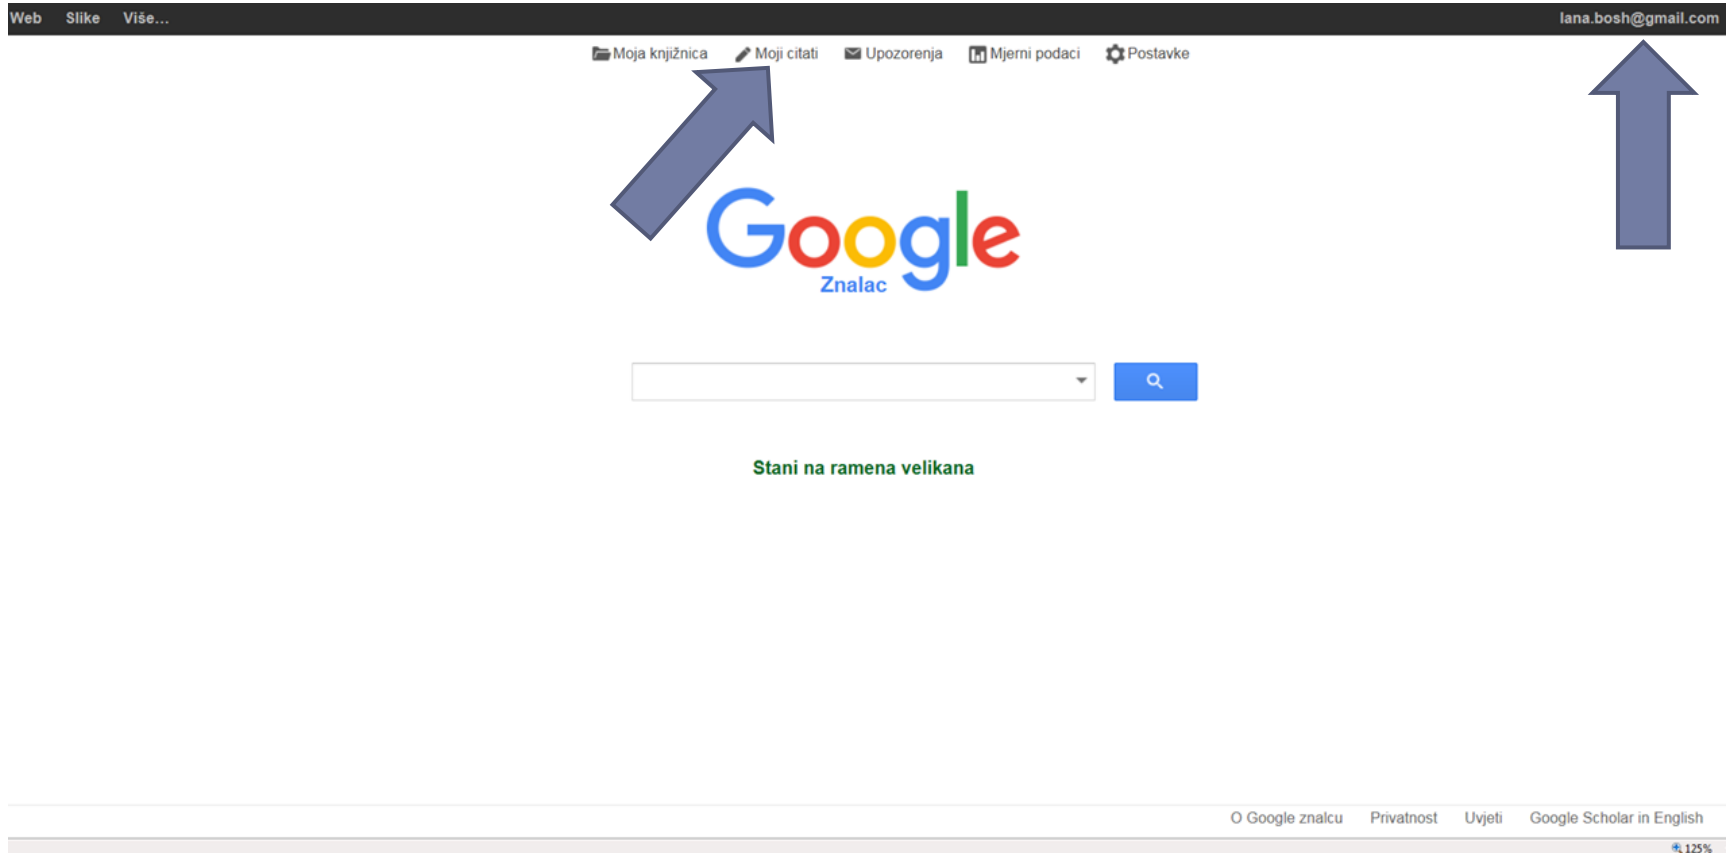 Web Slike Više... lana.bosh@gmail.com
Moja knjižnica Moji citati Upozorenja Mjerni podaci Postavke
Google
Znalac
Stani na ramena velikana
O Google znalcu Privatnost Uvjeti Google Scholar in English
125%